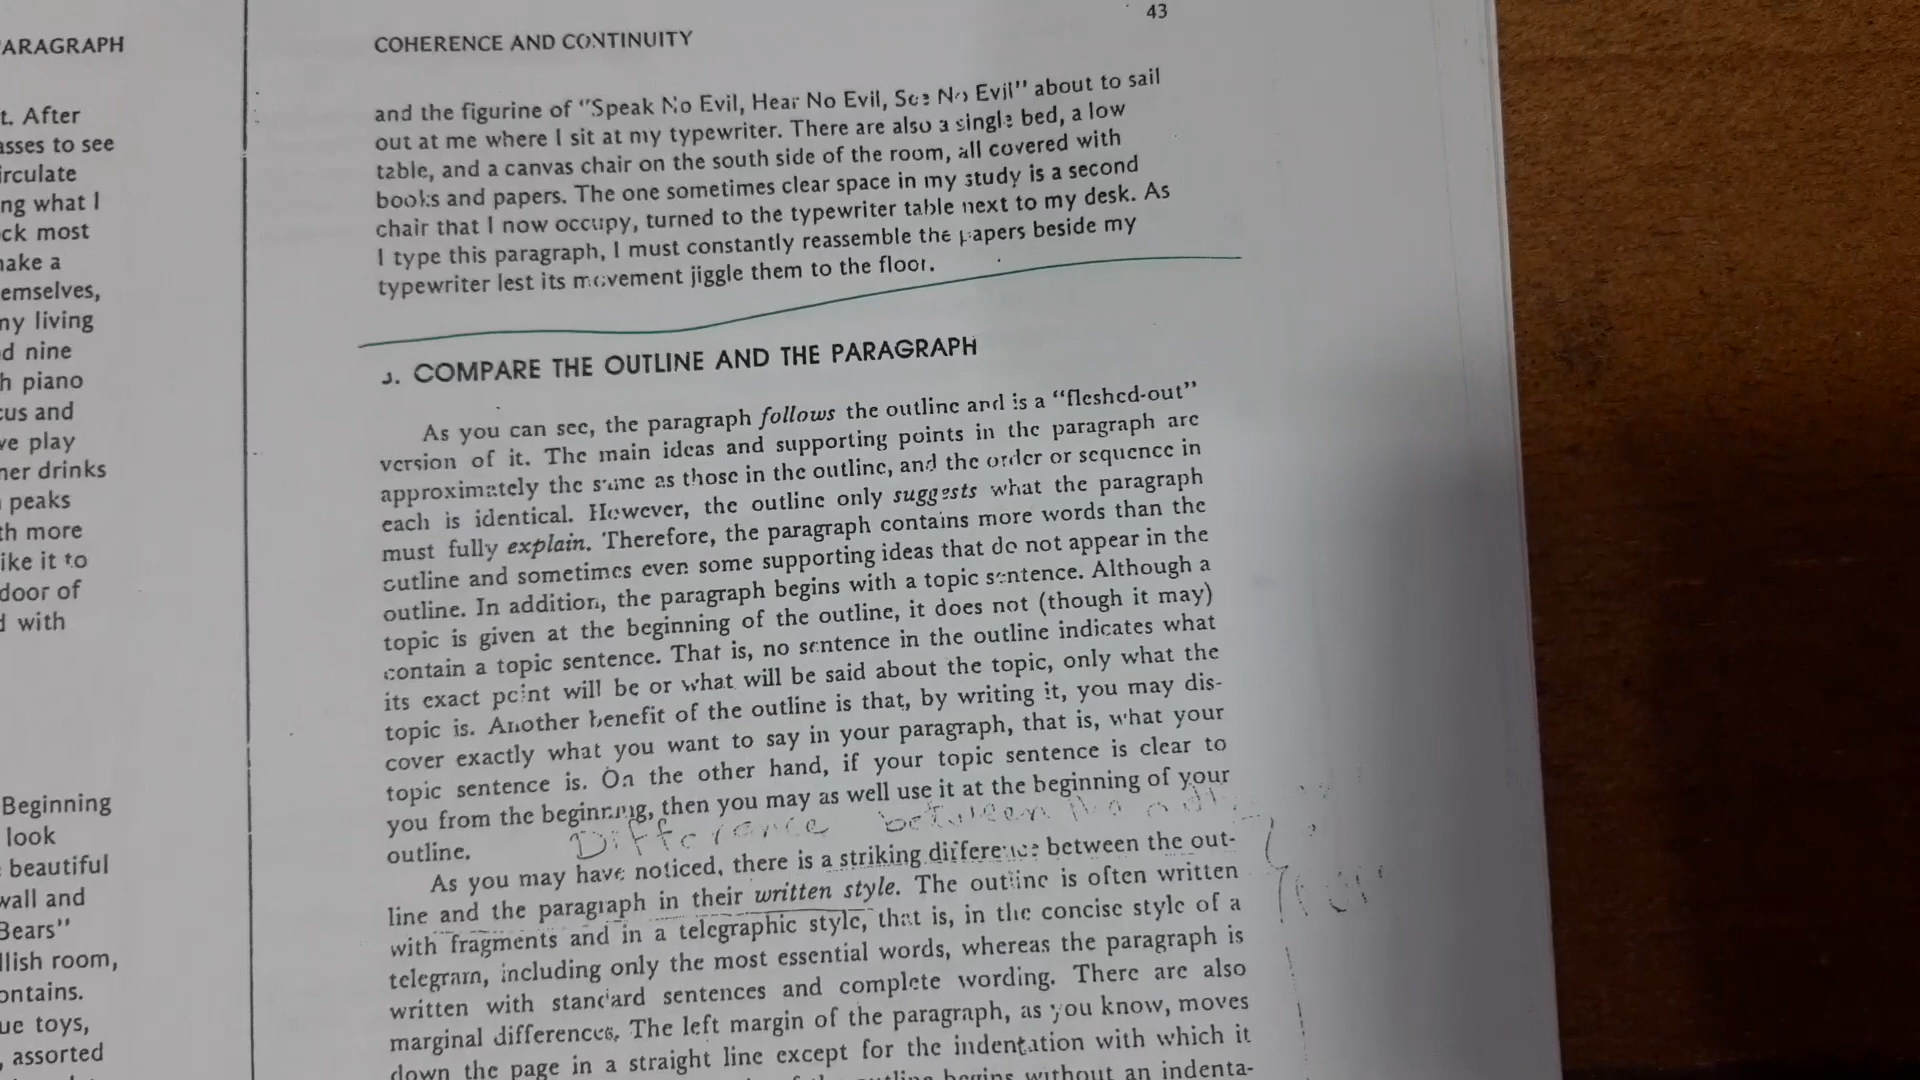 ARAGRAPH
t. After
asses to see
irculate
ng what I
ck most
nake a
emselves,
ny living
d nine
h piano
cus and
ve play
ner drinks
peaks
th more
ike it to
door of
d with
Beginning
look
beautiful
wall and
Bears"
llish room,
ontains.
ue toys,
, assorted
43
COHERENCE AND CONTINUITY
and the figurine of "Speak No Evil, Hear No Evil, See No Evil" about to sail
out at me where I sit at my typewriter. There are also a single bed, a low
table, and a canvas chair on the south side of the room, all covered with
books and papers. The one sometimes clear space in my study is a second
chair that I now occupy, turned to the typewriter table next to my desk. As
I type this paragraph, I must constantly reassemble the papers beside my
typewriter lest its movement jiggle them to the floor.
COMPARE THE OUTLINE AND THE PARAGRAPH
As you can see, the paragraph follows the outline and is a "fleshed-out"
version of it. The main ideas and supporting points in the paragraph are
approximately the same as those in the outline, and the order or sequence in
each is identical. However, the outline only suggests what the paragraph
must fully explain. Therefore, the paragraph contains more words than the
outline and sometimes even some supporting ideas that do not appear in the
outline. In addition, the paragraph begins with a topic sentence. Although a
topic is given at the beginning of the outline, it does not (though it may)
contain a topic sentence. That is, no sentence in the outline indicates what
its exact point will be or what will be said about the topic, only what the
topic is. Another benefit of the outline is that, by writing it, you may dis-
cover exactly what you want to say in your paragraph, that is, what your
topic sentence is. On the other hand, if your topic sentence is clear to
you from the beginning, then you may as well use it at the beginning of your
outline.
Difference between the
As you may have noticed, there is a striking difference between the out-
line and the paragraph in their written style. The outline is often written
with fragments and in a telegraphic style, that is, in the concise style of a
telegram, including only the most essential words, whereas the paragraph is
written with standard sentences and complete wording. There are also
marginal differences. The left margin of the paragraph, as you know, moves
down the page in a straight line except for the indentation with which it
begins without an indenta-